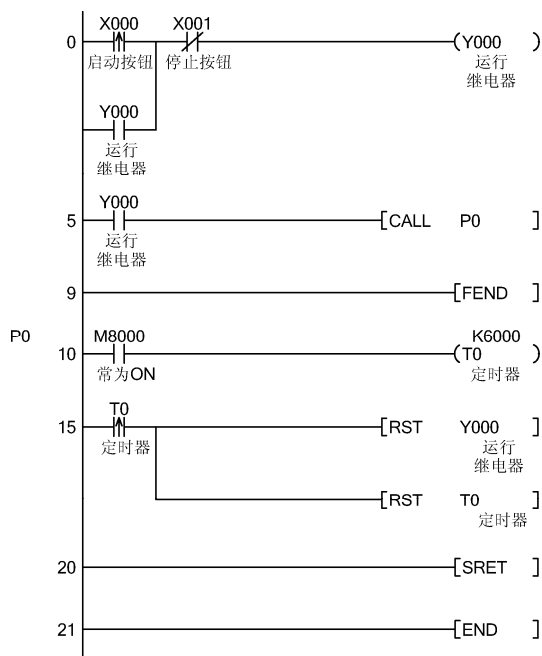 X000 X001
0 (Y000 )
启动按钮 停止按钮 运行
继电器
Y000
运行
继电器
Y000
5 [CALL P0 ]
运行
继电器
9 [FEND ]
P0 M8000 K6000
10 (T0 )
常为ON 定时器
T0
15 [RST Y000 ]
定时器 运行
继电器
[RST T0 ]
定时器
20 [SRET ]
21 [END ]